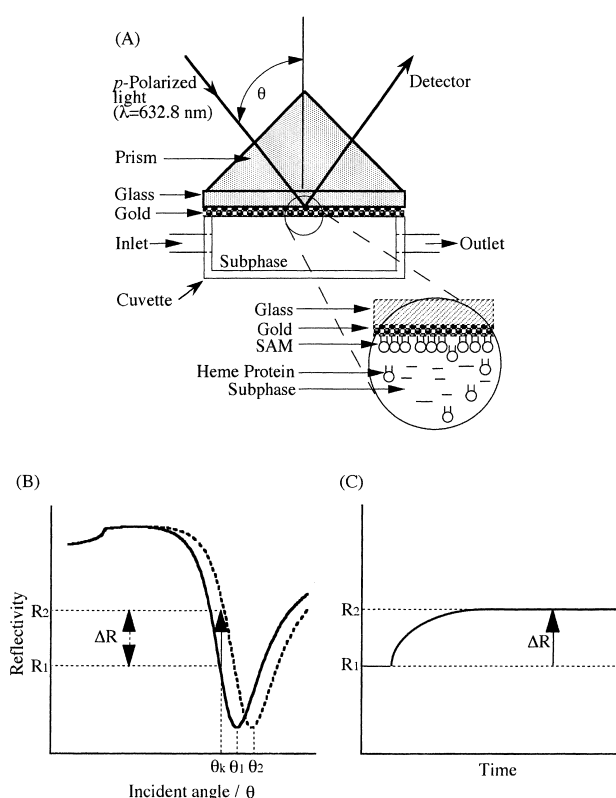 (A)
p-Polarized
light
(λ=632.8 nm)
θ
Detector
Prism
Glass
Gold
Inlet
Outlet
Subphase
Cuvette
Glass
Gold
SAM
Heme Protein
Subphase
(B)
Reflectivity
R2
ΔR
R1
θk θ1 θ2
Incident angle / θ
(C)
R2
ΔR
R1
Time